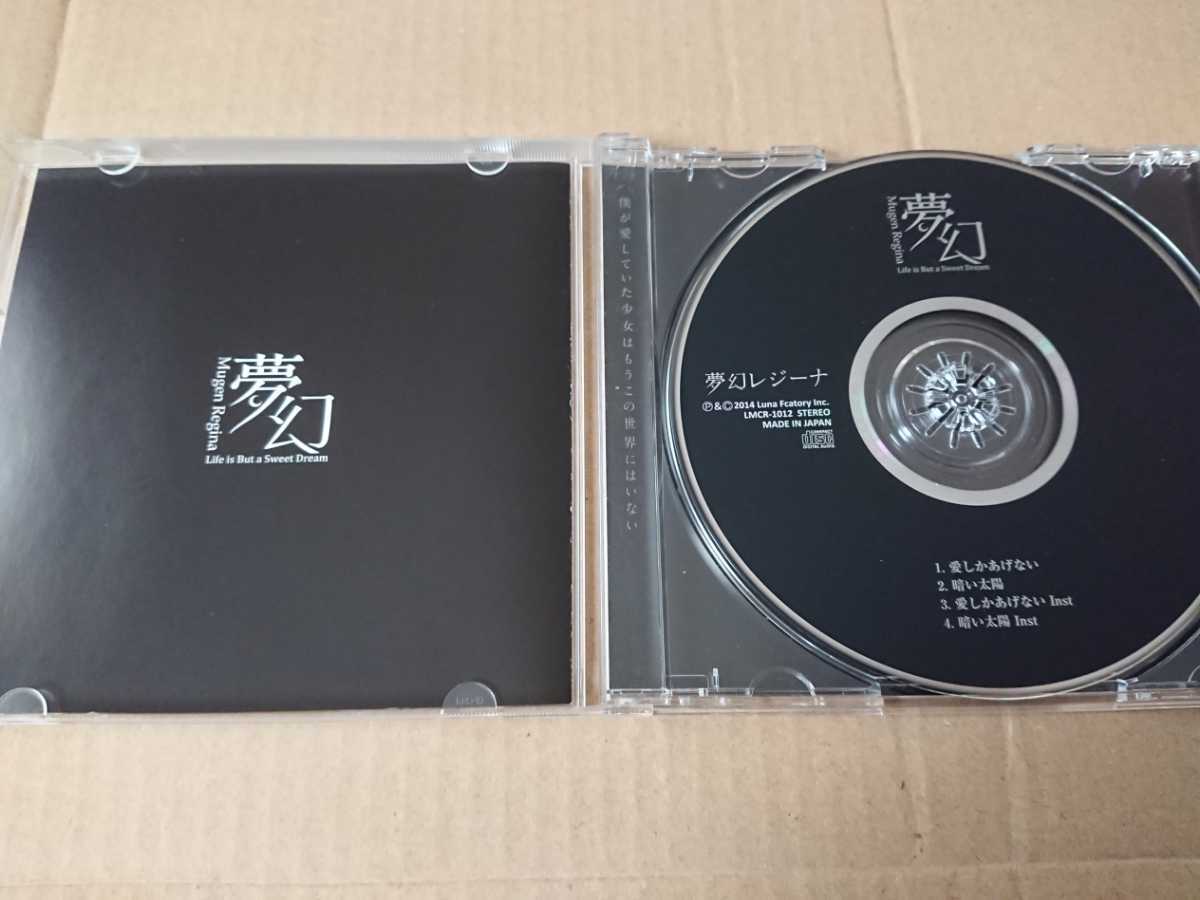 夢幻
Mugen Regina
Life is But a Sweet Dream
僕が愛していた少女はもうこの世界にはいない
夢幻
Mugen Regina
Life is But a Sweet Dream
夢幻レジーナ
Ⓟ&©2014 Luna Fcatory Inc.
LMCR-1012 STEREO
MADE IN JAPAN
COMPACT
disc
DIGITAL AUDIO
1. 愛しかあげない
2. 暗い太陽
3. 愛しかあげない Inst
4. 暗い太陽 Inst